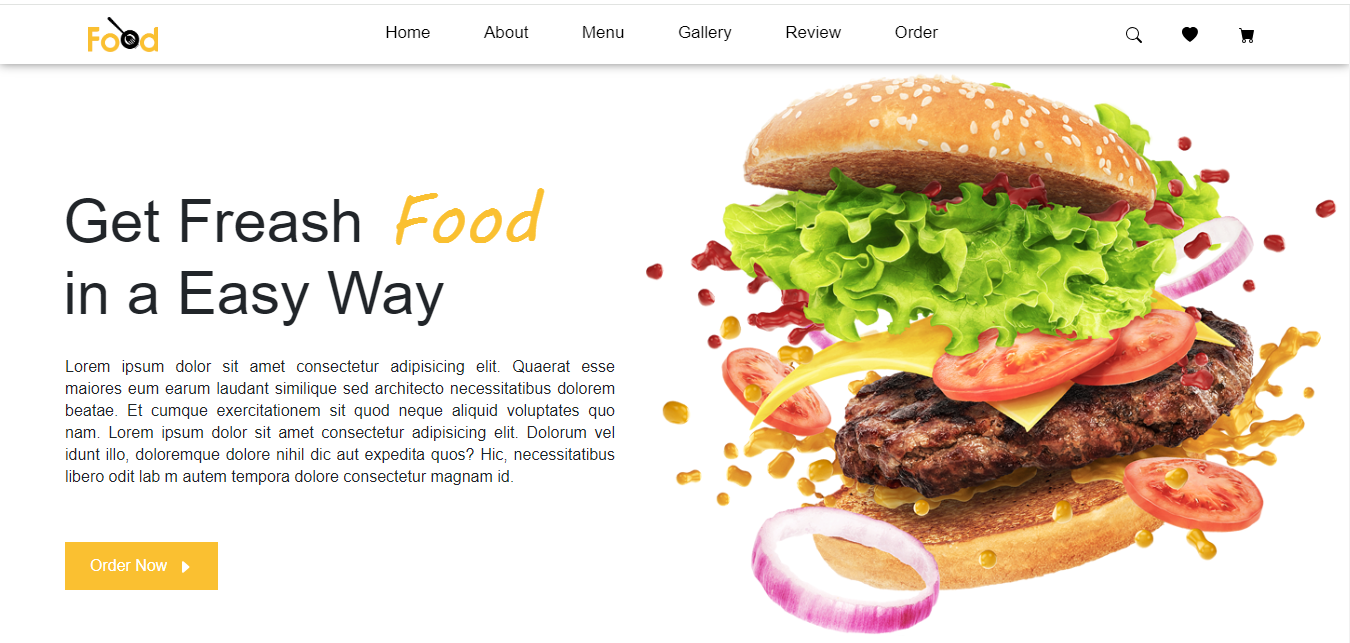 Food
Home About Menu Gallery Review Order
Get Freash Food
in a Easy Way
Lorem ipsum dolor sit amet consectetur adipisicing elit. Quaerat esse
maiores eum earum laudant similique sed architecto necessitatibus dolorem
beatae. Et cumque exercitationem sit quod neque aliquid voluptates quo
nam. Lorem ipsum dolor sit amet consectetur adipisicing elit. Dolorum vel
idunt illo, doloremque dolore nihil dic aut expedita quos? Hic, necessitatibus
libero odit lab m autem tempora dolore consectetur magnam id.
Order Now